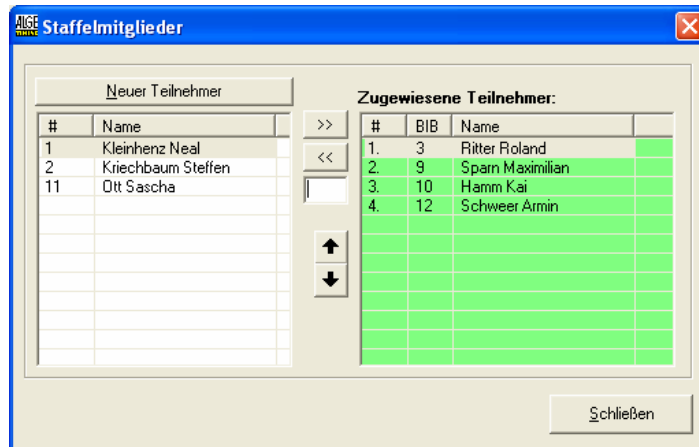 ALGE TIMING Staffelmitglieder
Neuer Teilnehmer
# Name
1 Kleinhenz Neal
2 Kriechbaum Steffen
11 Ott Sascha
>>
<<
Zugewiesene Teilnehmer:
# BIB Name
1. 3 Ritter Roland
2. 9 Sparn Maximilian
3. 10 Hamm Kai
4. 12 Schweer Armin
Schließen